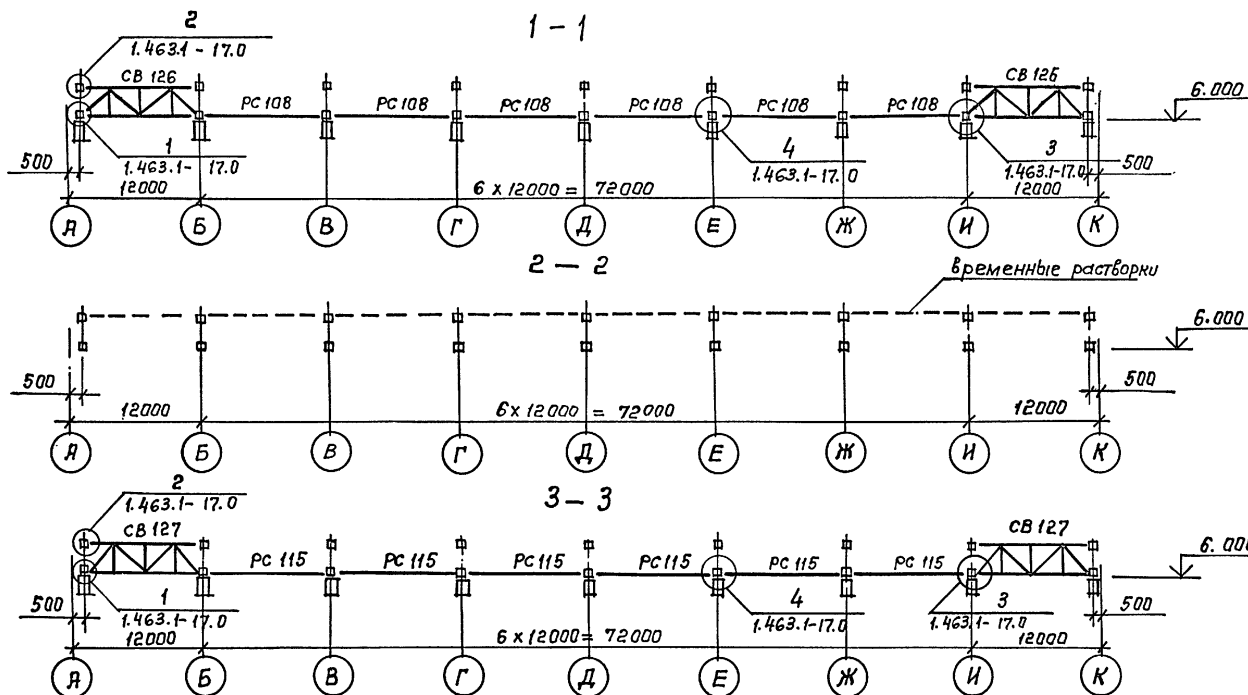 1-1
2
1.463.1-17.0
СВ 126
РС 108
РС 108
РС 108
РС 108
РС 108
РС 108
СВ 126
6.000
500
1
1.463.1-17.0
4
1.463.1-17.0
3
1.463.1-17.0
500
12000
6 x 12000 = 72000
12000
А
Б
В
Г
Д
Е
Ж
И
К
2-2
временные растворки
6.000
500
500
12000
6 x 12000 = 72000
12000
А
Б
В
Г
Д
Е
Ж
И
К
3-3
2
1.463.1-17.0
СВ 127
РС 115
РС 115
РС 115
РС 115
РС 115
РС 115
СВ 127
6.000
500
1
1.463.1-17.0
4
1.463.1-17.0
3
1.463.1-17.0
500
12000
6 x 12000 = 72000
12000
А
Б
В
Г
Д
Е
Ж
И
К